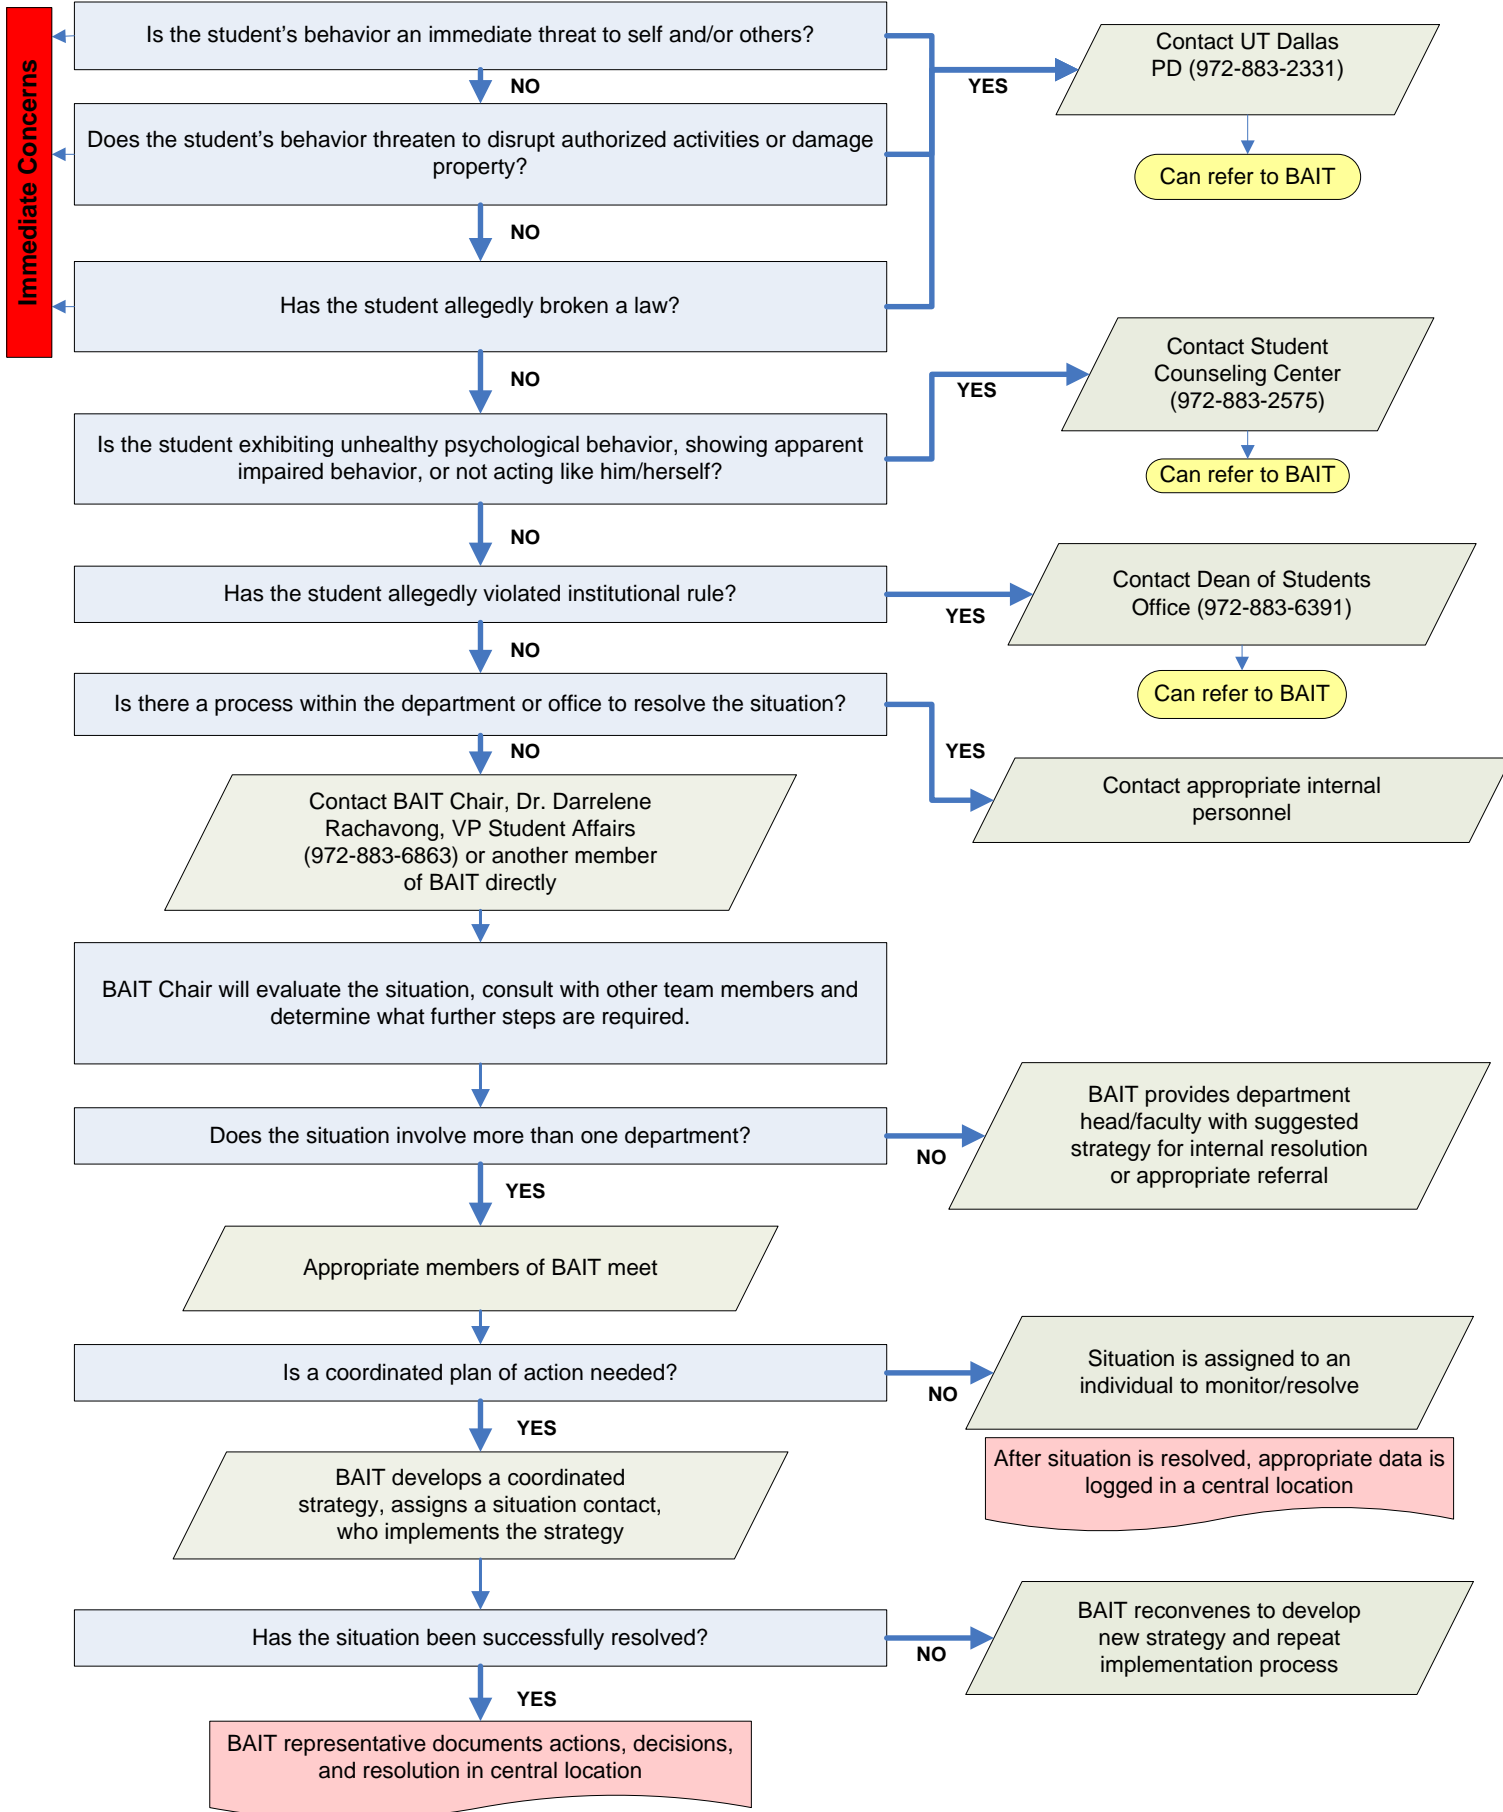 Immediate Concerns
Is the student's behavior an immediate threat to self and/or others?
YES
Contact UT Dallas
PD (972-883-2331)
NO
Does the student's behavior threaten to disrupt authorized activities or damage
property?
Can refer to BAIT
NO
Has the student allegedly broken a law?
NO
Contact Student
Counseling Center
(972-883-2575)
YES
Is the student exhibiting unhealthy psychological behavior, showing apparent
impaired behavior, or not acting like him/herself?
Can refer to BAIT
NO
Has the student allegedly violated institutional rule?
YES
Contact Dean of Students
Office (972-883-6391)
NO
Can refer to BAIT
Is there a process within the department or office to resolve the situation?
YES
Contact appropriate internal
personnel
NO
Contact BAIT Chair, Dr. Darrelene
Rachavong, VP Student Affairs
(972-883-6863) or another member
of BAIT directly
BAIT Chair will evaluate the situation, consult with other team members and
determine what further steps are required.
Does the situation involve more than one department?
NO
BAIT provides department
head/faculty with suggested
strategy for internal resolution
or appropriate referral
YES
Appropriate members of BAIT meet
Is a coordinated plan of action needed?
NO
Situation is assigned to an
individual to monitor/resolve
After situation is resolved, appropriate data is
logged in a central location
YES
BAIT develops a coordinated
strategy, assigns a situation contact,
who implements the strategy
Has the situation been successfully resolved?
NO
BAIT reconvenes to develop
new strategy and repeat
implementation process
YES
BAIT representative documents actions, decisions,
and resolution in central location